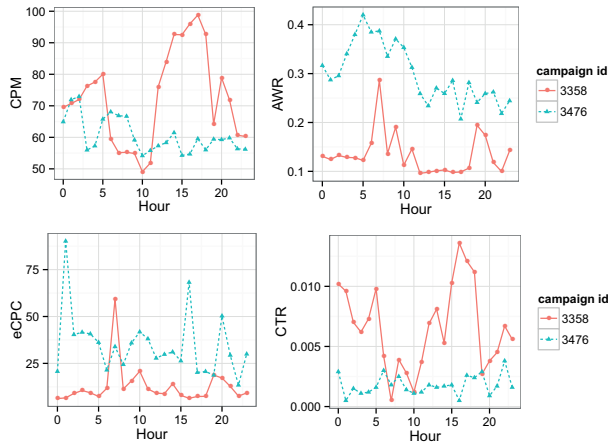 100
90
80
70
60
50
CPM
0 5 10 15 20
Hour
0.4
0.3
0.2
0.1
AWR
0 5 10 15 20
Hour
campaign id
3358
3476
75
50
25
eCPC
0 5 10 15 20
Hour
0.010
0.005
0.000
CTR
0 5 10 15 20
Hour
campaign id
3358
3476